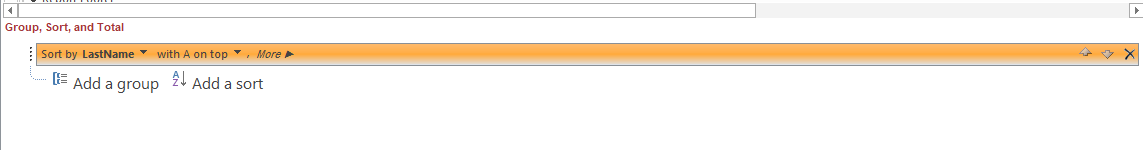 Group, Sort, and Total
Sort by LastName with A on top , More
Add a group Add a sort